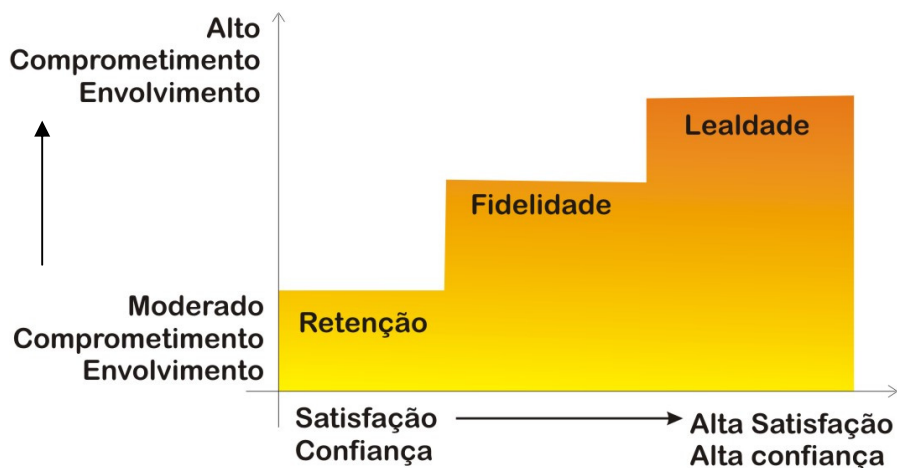 Alto
Comprometimento
Envolvimento
Lealdade
Fidelidade
Moderado
Comprometimento
Envolvimento
Retenção
Satisfação
Confiança
Alta Satisfação
Alta confiança